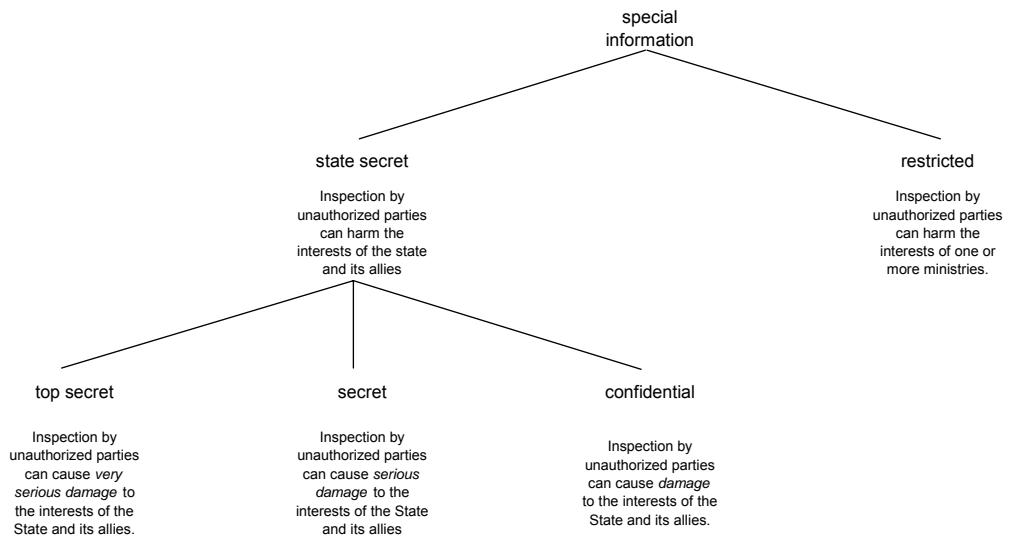 special
information
state secret
Inspection by
unauthorized parties
can harm the
interests of the state
and its allies
restricted
Inspection by
unauthorized parties
can harm the
interests of one or
more ministries.
top secret
Inspection by
unauthorized parties
can cause very
serious damage to
the interests of the
State and its allies.
secret
Inspection by
unauthorized parties
can cause serious
damage to the
interests of the State
and its allies
confidential
Inspection by
unauthorized parties
can cause damage
to the interests of the
State and its allies.